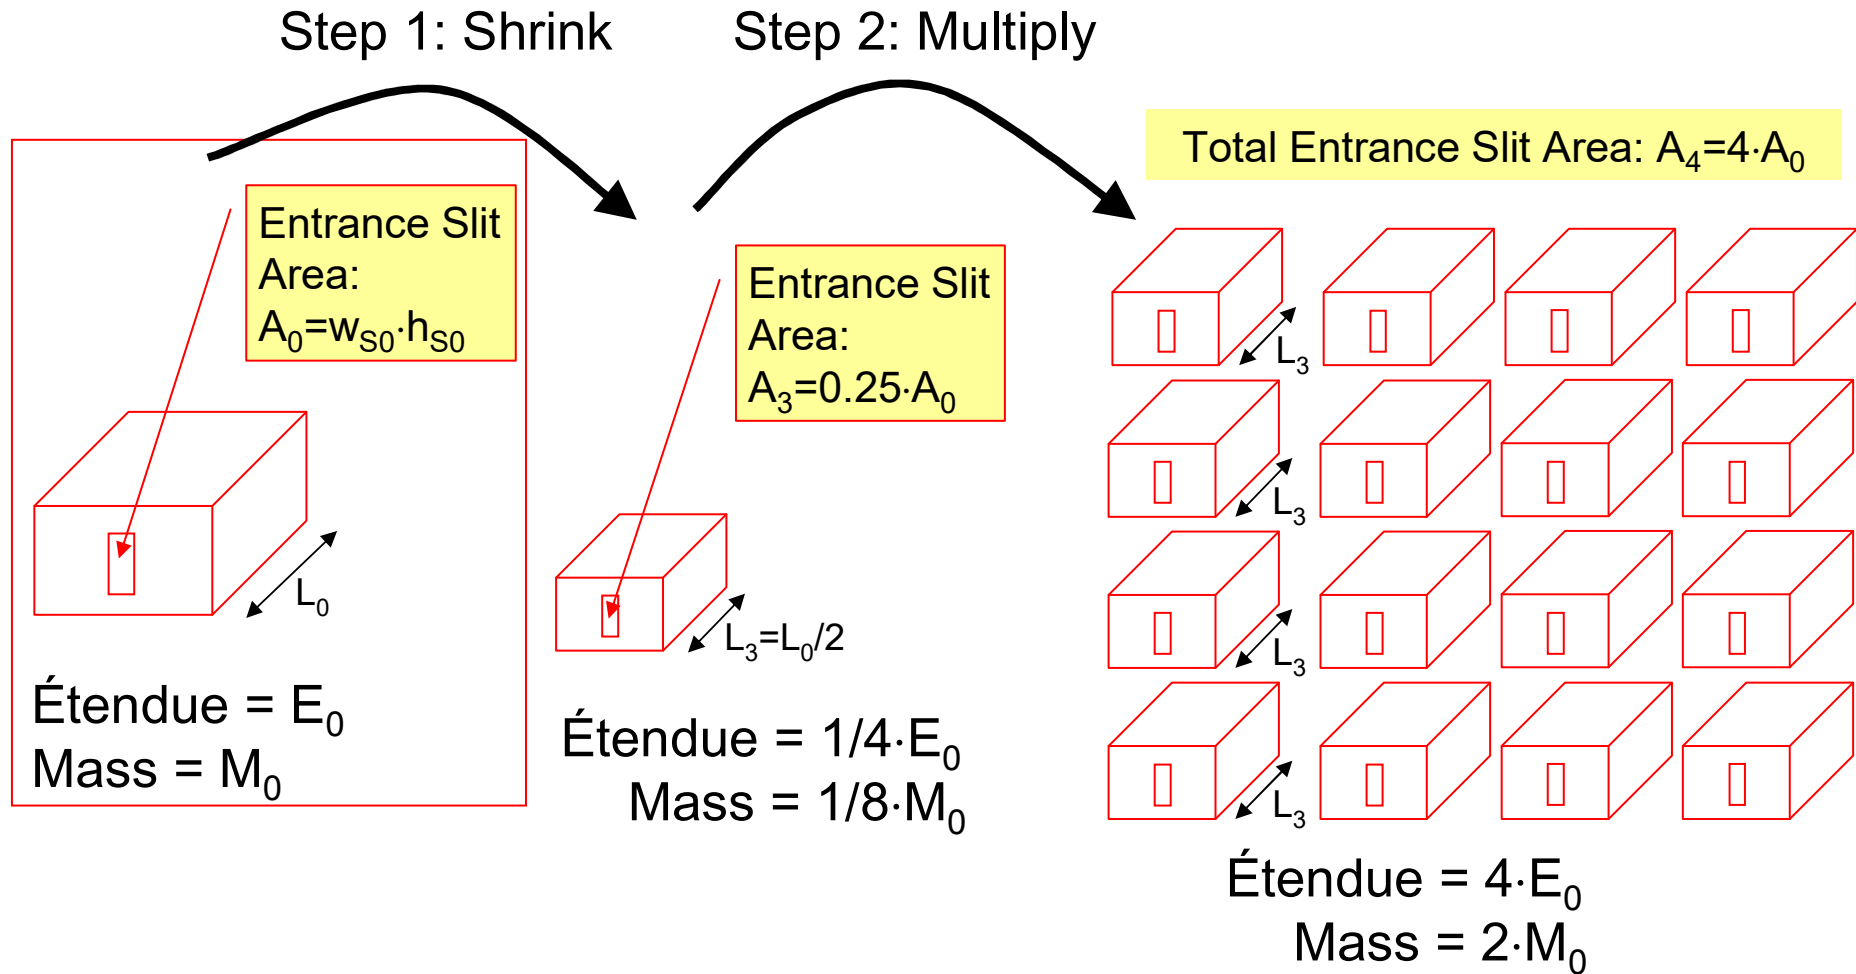 Step 1: Shrink
Step 2: Multiply
Total Entrance Slit Area: A₄=4·A₀
Entrance Slit
Area:
A₀=w_S0·h_S0
Entrance Slit
Area:
A₃=0.25·A₀
L₀
L₃=L₀/2
L₃
L₃
L₃
L₃
Étendue = E₀
Mass = M₀
Étendue = 1/4·E₀
Mass = 1/8·M₀
Étendue = 4·E₀
Mass = 2·M₀